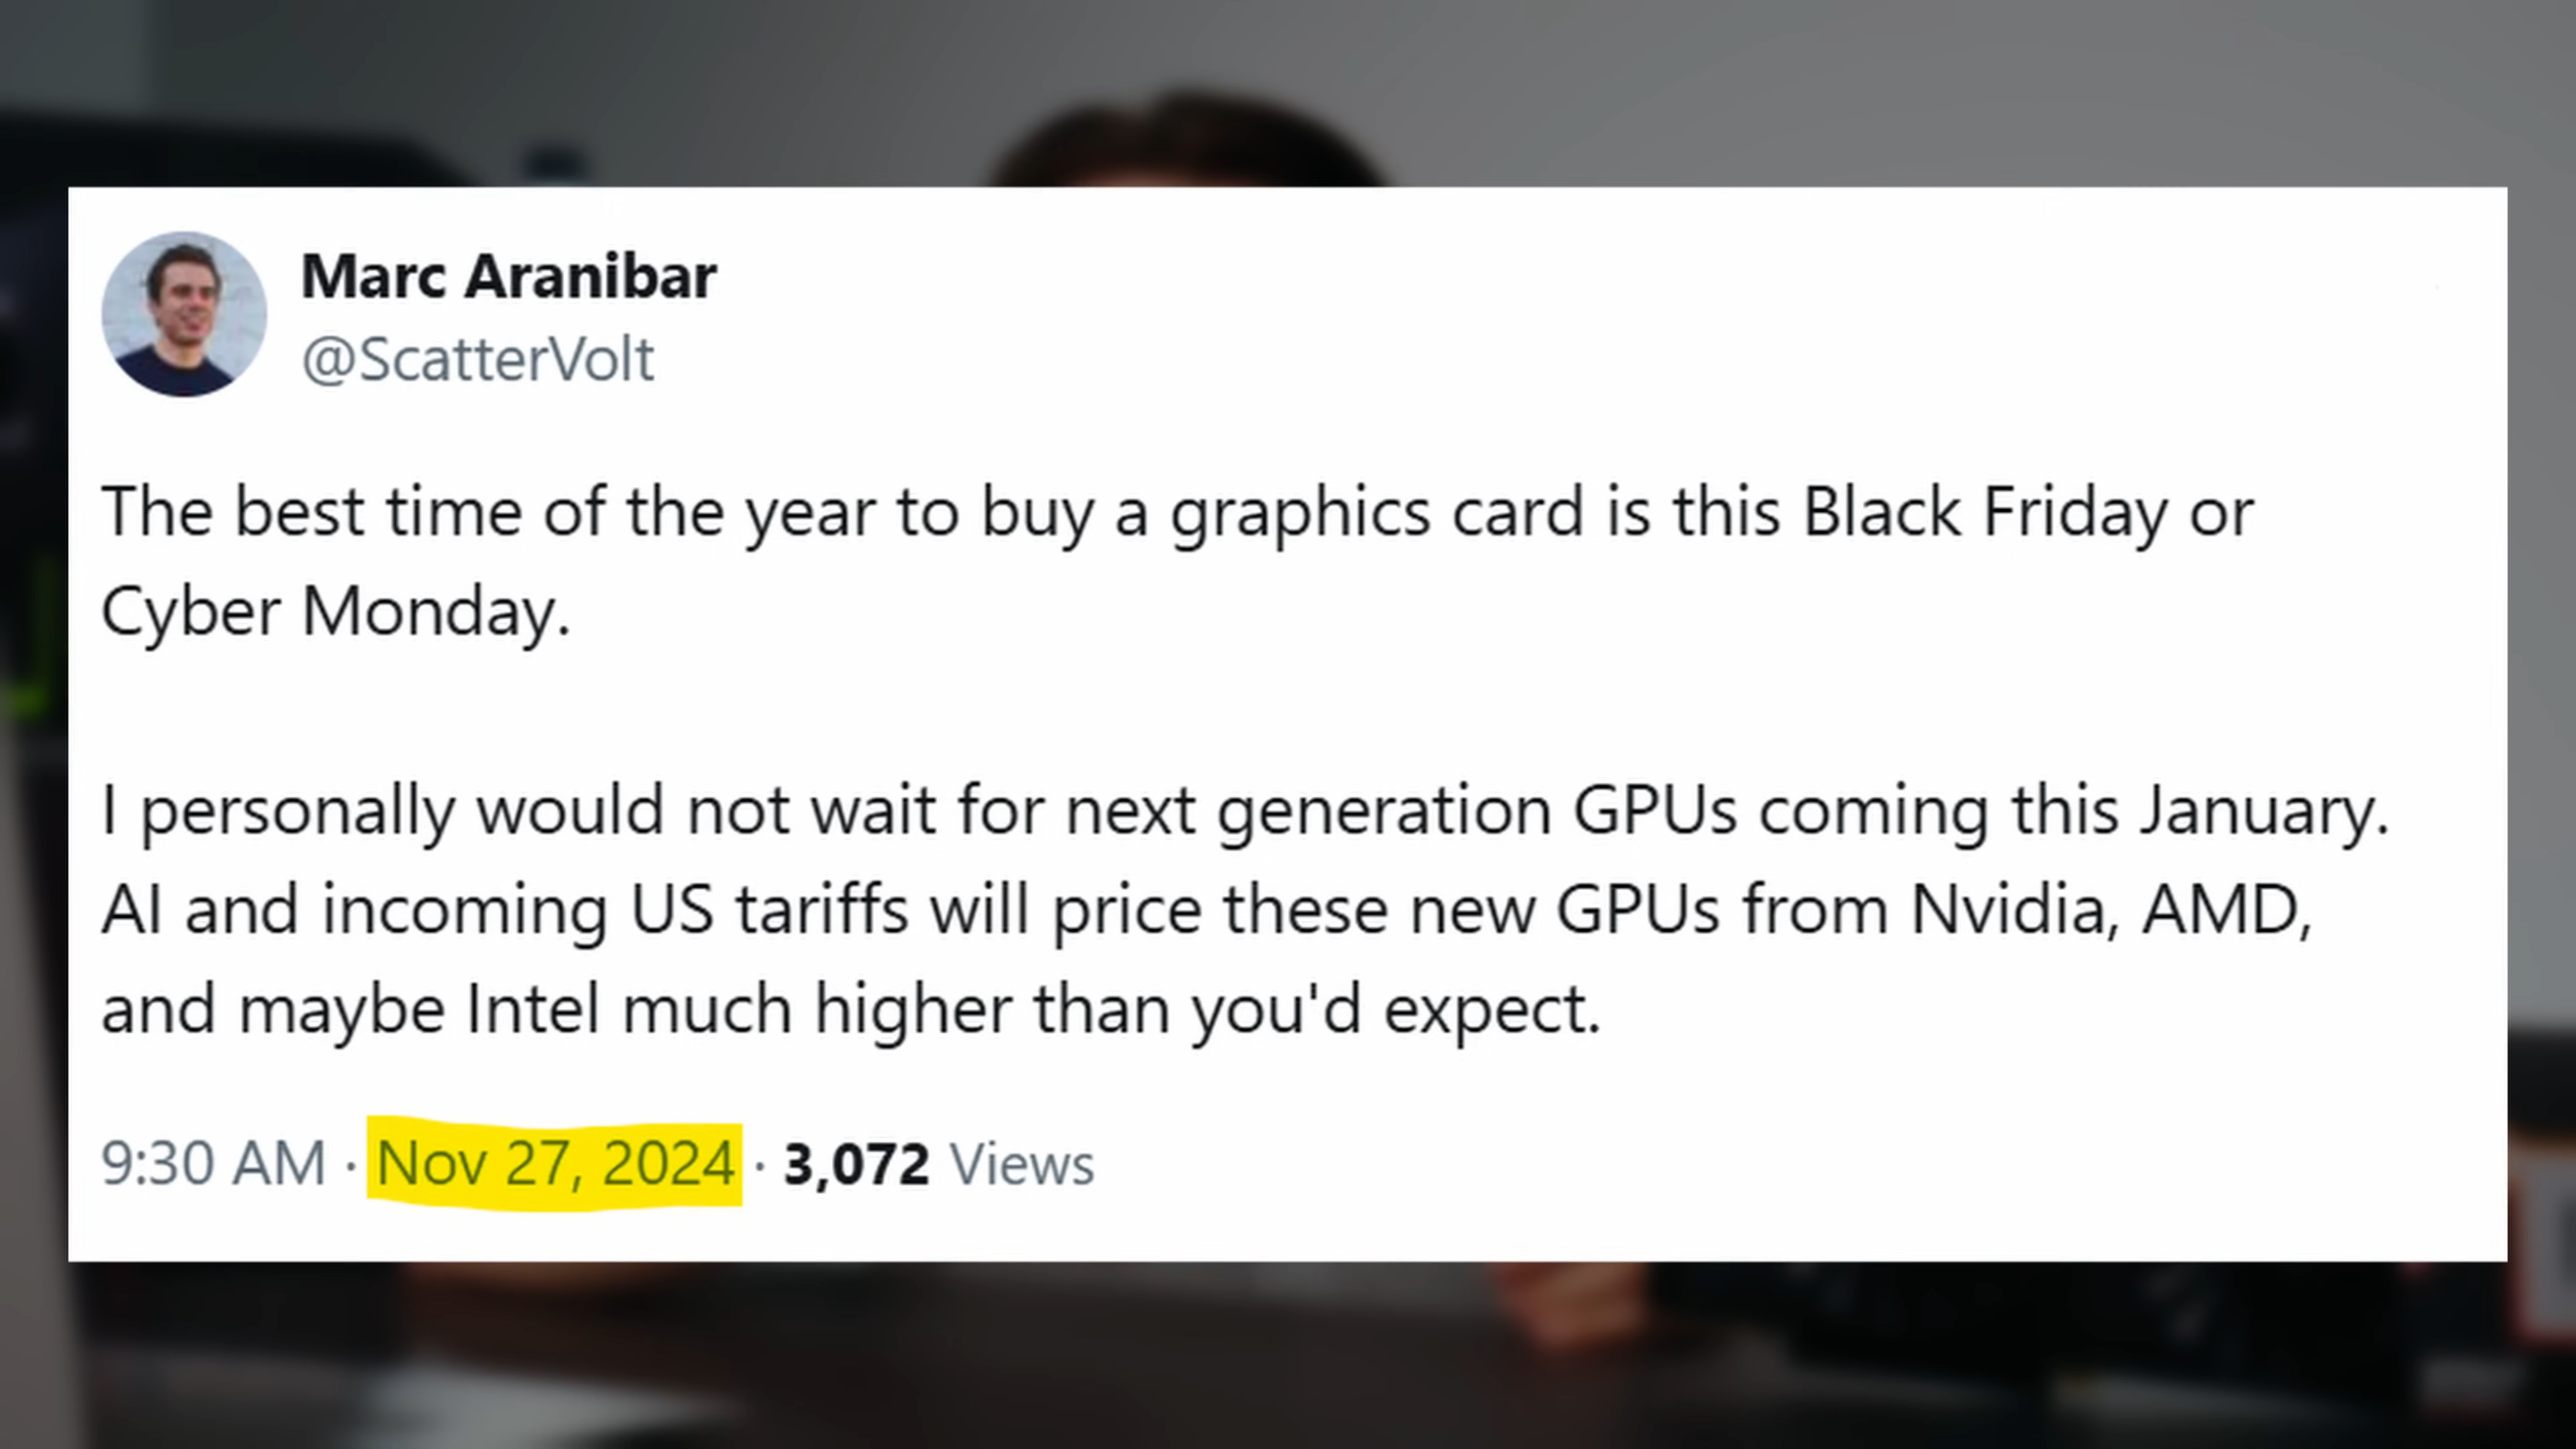 Marc Aranibar
@ScatterVolt
The best time of the year to buy a graphics card is this Black Friday or
Cyber Monday.
I personally would not wait for next generation GPUs coming this January.
AI and incoming US tariffs will price these new GPUs from Nvidia, AMD,
and maybe Intel much higher than you'd expect.
9:30 AM · Nov 27, 2024 · 3,072 Views